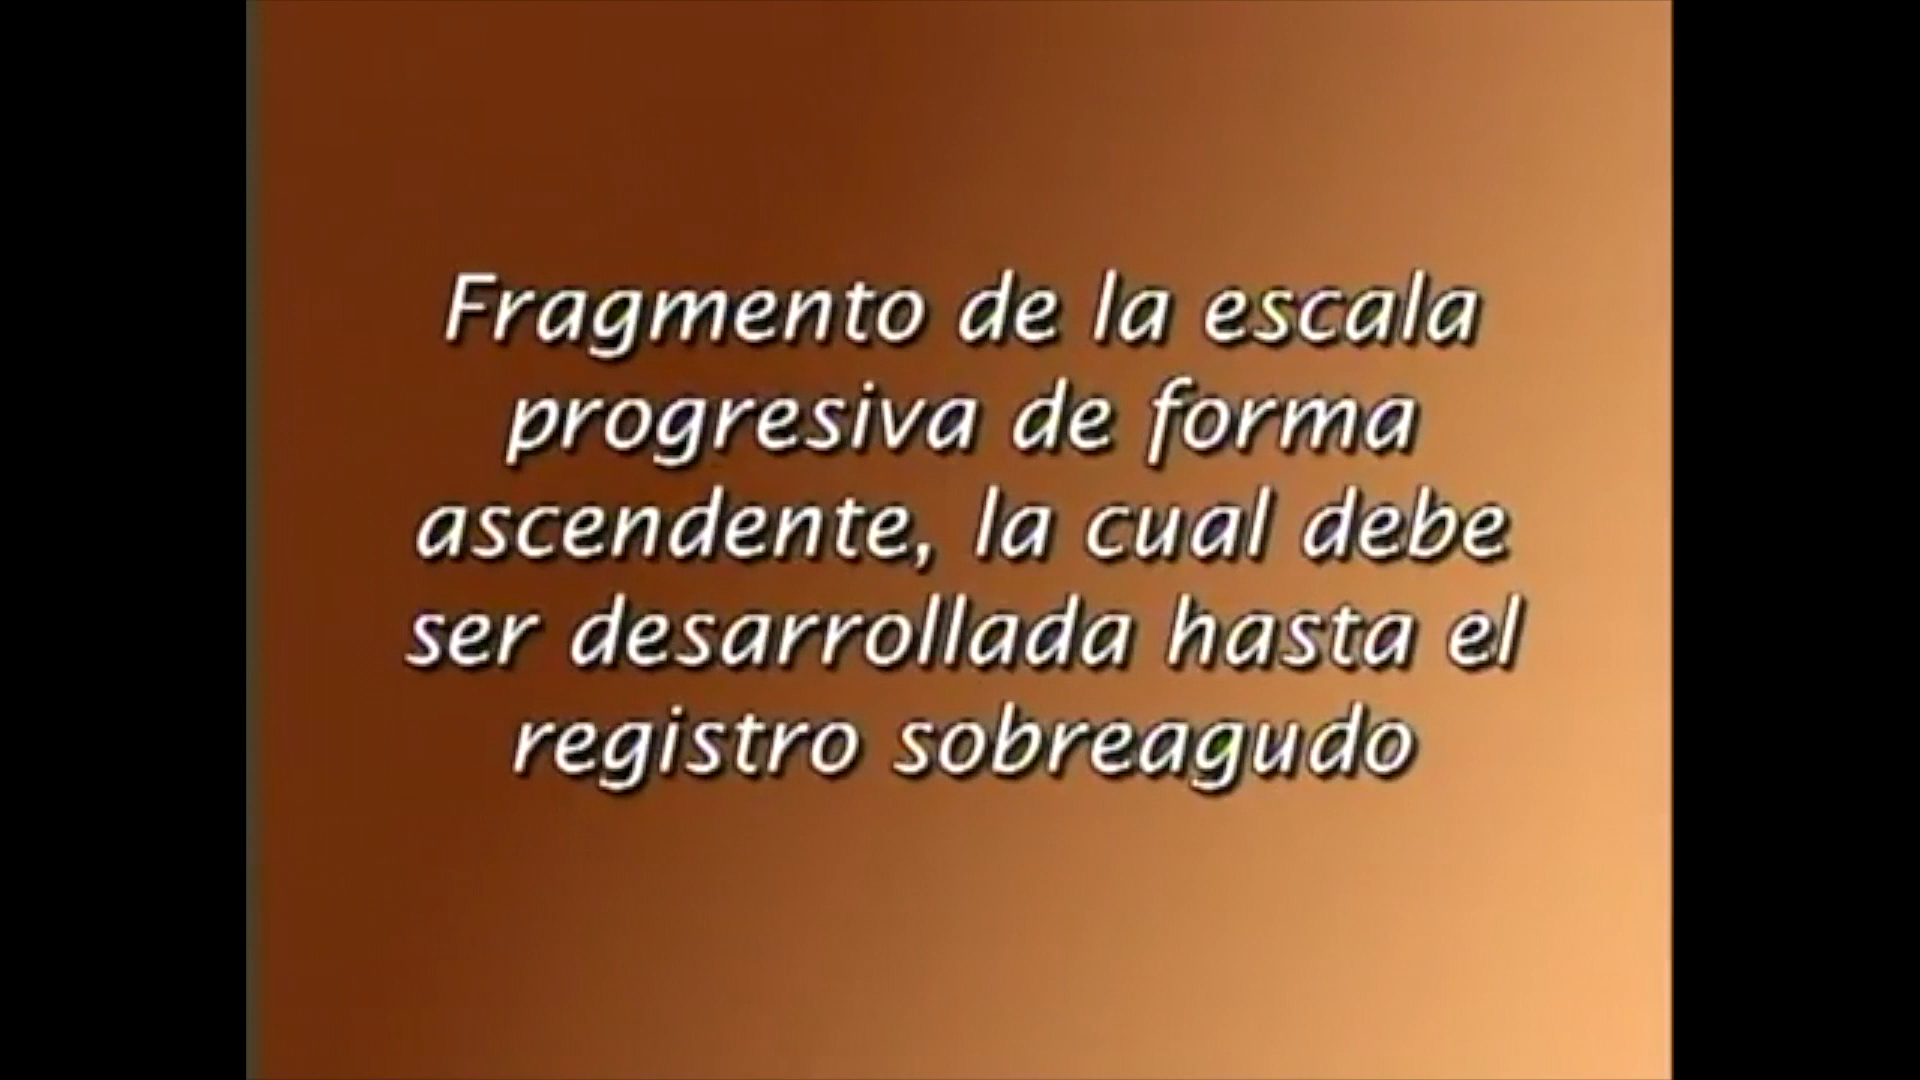 Fragmento de la escala
progresiva de forma
ascendente, la cual debe
ser desarrollada hasta el
registro sobreagudo